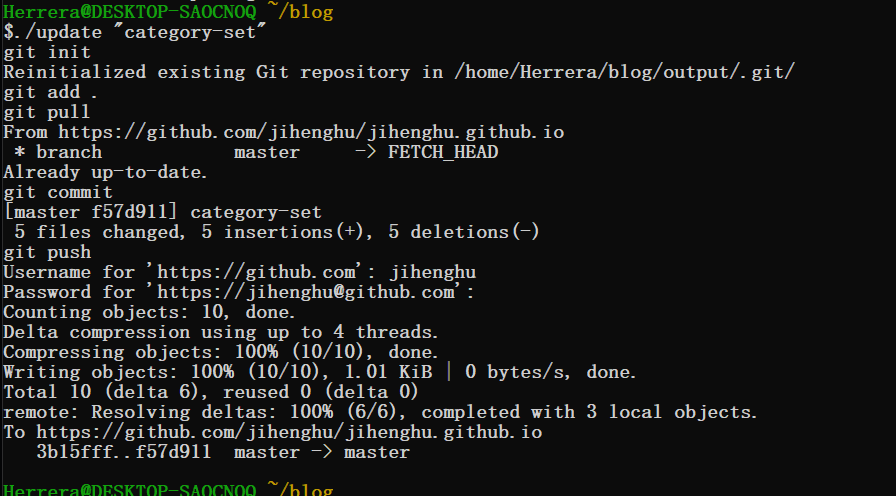 Herrera@DESKTOP-SAOCNOQ ~/blog
$./update "category-set"
git init
Reinitialized existing Git repository in /home/Herrera/blog/output/.git/
git add .
git pull
From https://github.com/jihenghu/jihenghu.github.io
 * branch            master     -> FETCH_HEAD
Already up-to-date.
git commit
[master f57d911] category-set
 5 files changed, 5 insertions(+), 5 deletions(-)
git push
Username for 'https://github.com': jihenghu
Password for 'https://jihenghu@github.com':
Counting objects: 10, done.
Delta compression using up to 4 threads.
Compressing objects: 100% (10/10), done.
Writing objects: 100% (10/10), 1.01 KiB | 0 bytes/s, done.
Total 10 (delta 6), reused 0 (delta 0)
remote: Resolving deltas: 100% (6/6), completed with 3 local objects.
To https://github.com/jihenghu/jihenghu.github.io
   3b15fff..f57d911  master -> master
Herrera@DESKTOP-SAOCNOQ ~/blog